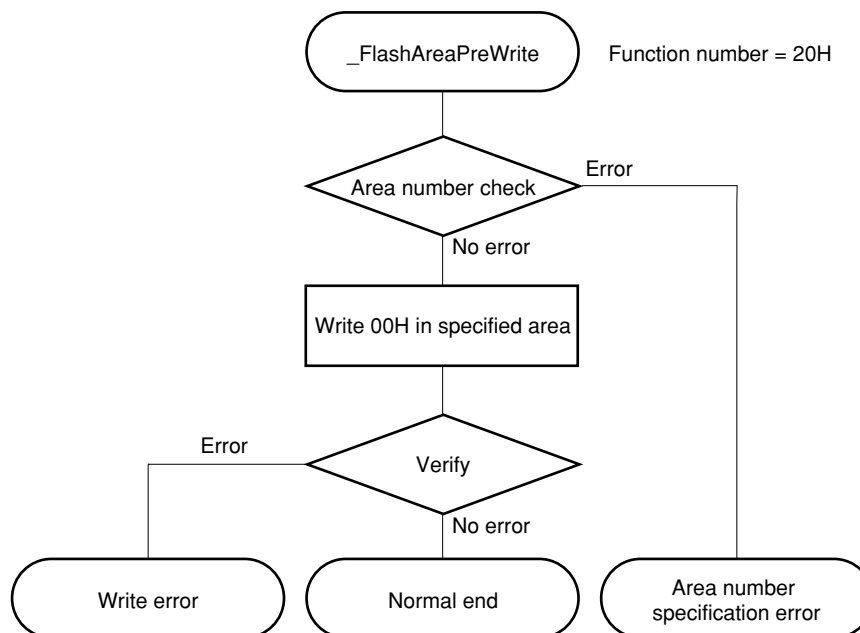 _FlashAreaPreWrite
Function number = 20H
Area number check
Error
No error
Write 00H in specified area
Error
Verify
No error
Write error
Normal end
Area number
specification error